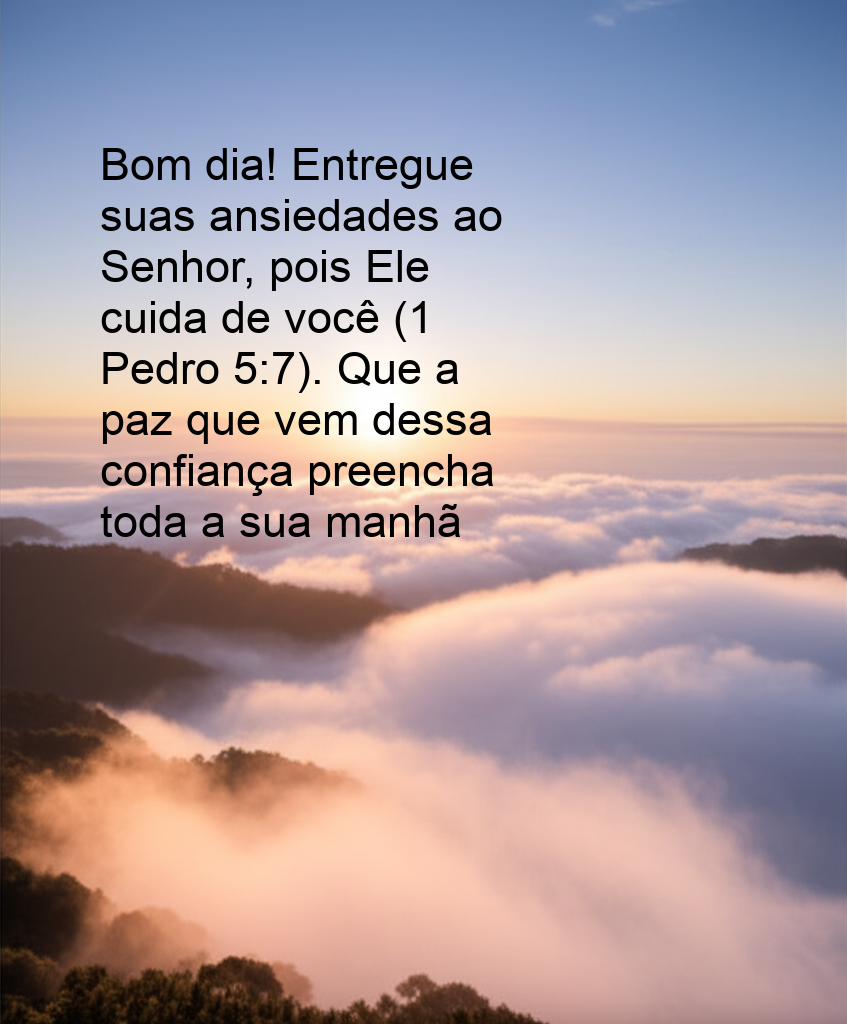 Bom dia! Entregue
suas ansiedades ao
Senhor, pois Ele
cuida de você (1
Pedro 5:7). Que a
paz que vem dessa
confiança preencha
toda a sua manhã